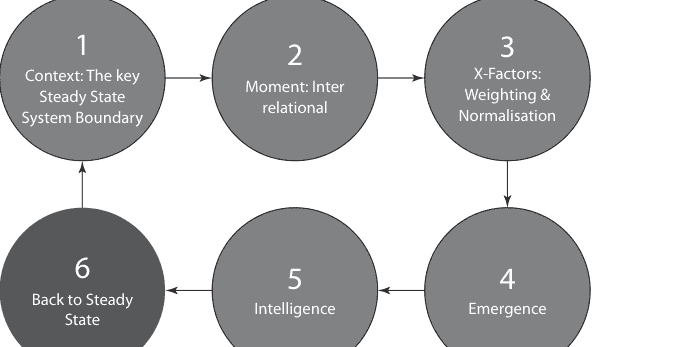 1
Context: The key
Steady State
System Boundary
2
Moment: Inter
relational
3
X-Factors:
Weighting &
Normalisation
6
Back to Steady
State
5
Intelligence
4
Emergence